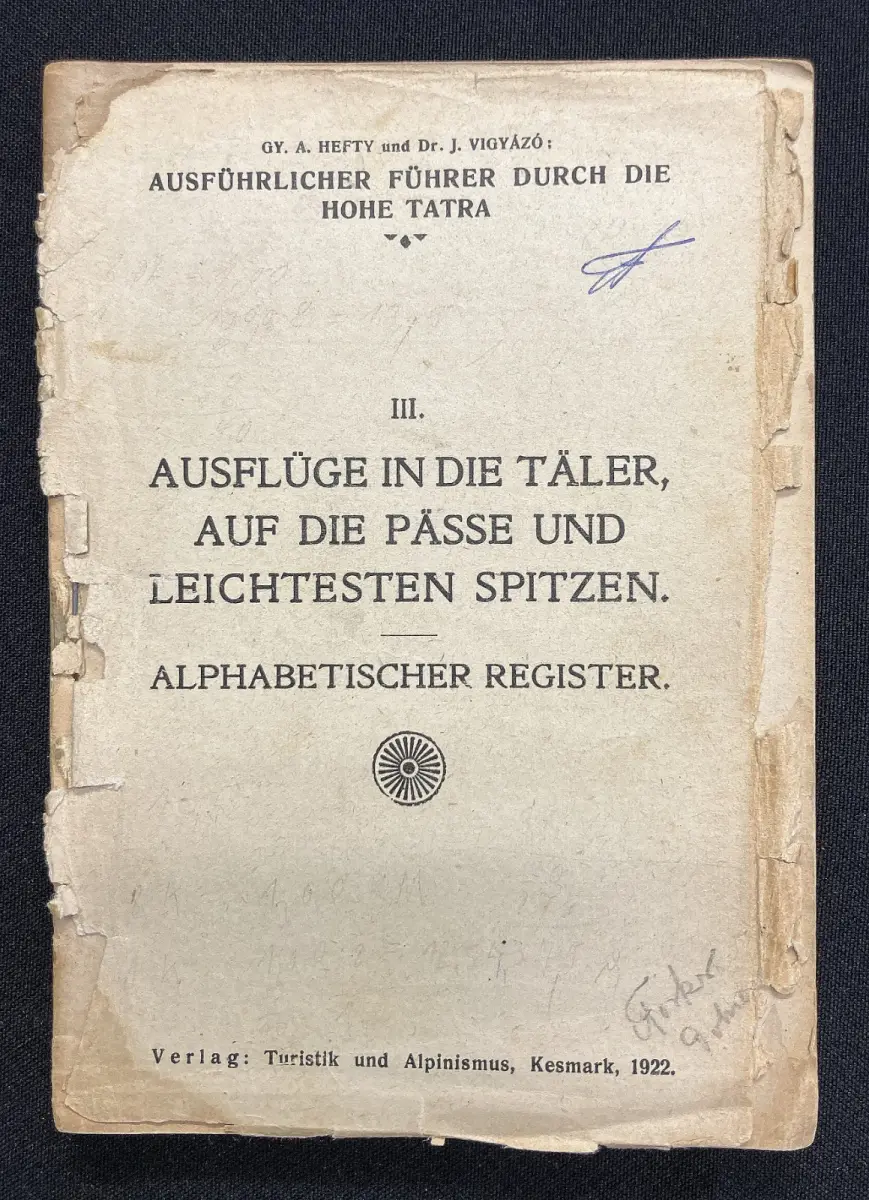 GY. A. HEFTY und Dr. J. VIGYÁZÓ:
AUSFÜHRLICHER FÜHRER DURCH DIE
HOHE TATRA
III.
AUSFLÜGE IN DIE TÄLER,
AUF DIE PÄSSE UND
LEICHTESTEN SPITZEN.
ALPHABETISCHER REGISTER.
Verlag: Turistik und Alpinismus, Kesmark, 1922.